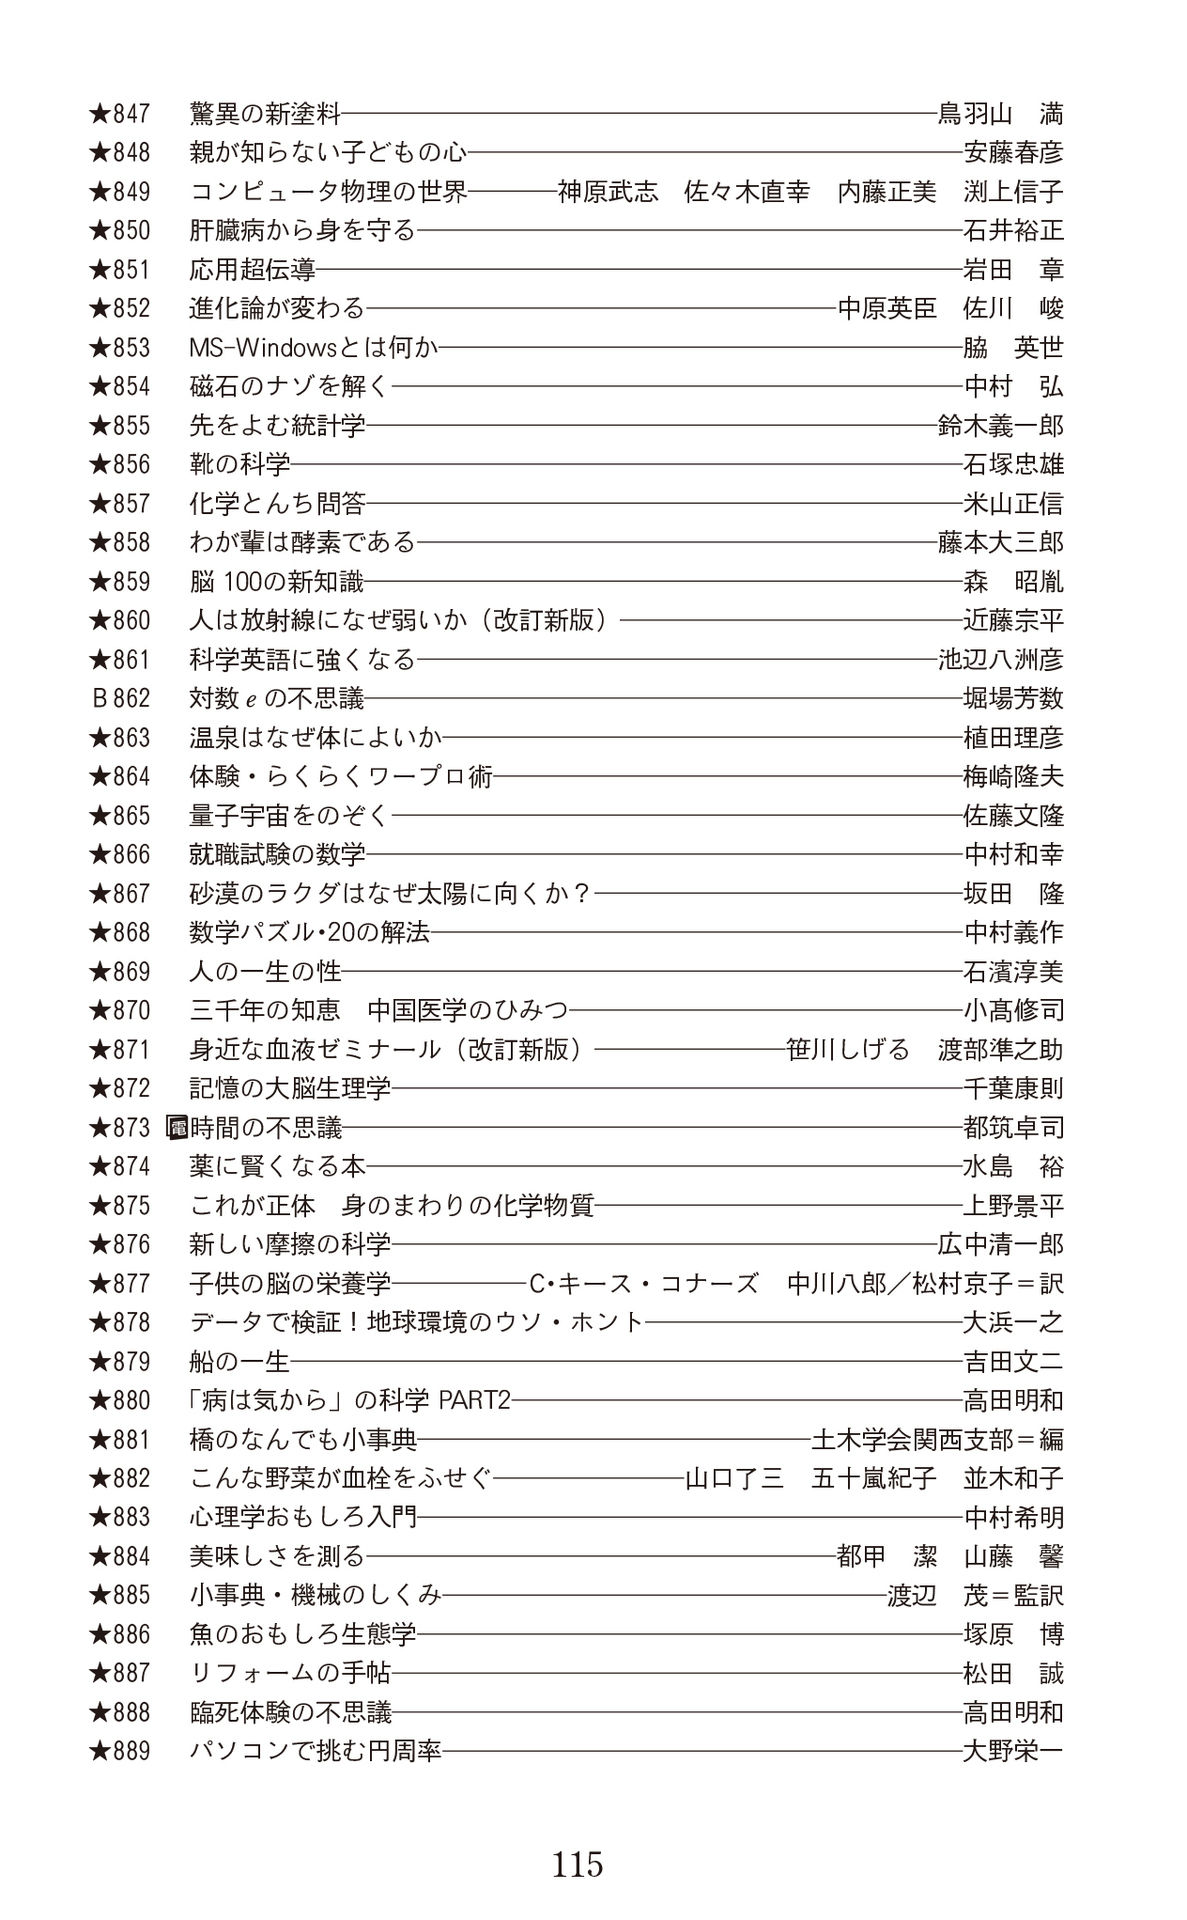 ★847 驚異の新塗料――鳥羽山　満
★848 親が知らない子どもの心――安藤春彦
★849 コンピュータ物理の世界――神原武志　佐々木直幸　内藤正美　渕上信子
★850 肝臓病から身を守る――石井裕正
★851 応用超伝導――岩田　章
★852 進化論が変わる――中原英臣　佐川　峻
★853 MS-Windowsとは何か――脇　英世
★854 磁石のナゾを解く――中村　弘
★855 先をよむ統計学――鈴木義一郎
★856 靴の科学――石塚忠雄
★857 化学とんち問答――米山正信
★858 わが輩は酵素である――藤本大三郎
★859 脳 100の新知識――森　昭胤
★860 人は放射線になぜ弱いか（改訂新版）――近藤宗平
★861 科学英語に強くなる――池辺八洲彦
B862 対数 e の不思議――堀場芳数
★863 温泉はなぜ体によいか――植田理彦
★864 体験・らくらくワープロ術――梅崎隆夫
★865 量子宇宙をのぞく――佐藤文隆
★866 就職試験の数学――中村和幸
★867 砂漠のラクダはなぜ太陽に向くか？――坂田　隆
★868 数学パズル・20の解法――中村義作
★869 人の一生の性――石濱淳美
★870 三千年の知恵　中国医学のひみつ――小髙修司
★871 身近な血液ゼミナール（改訂新版）――笹川しげる　渡部準之助
★872 記憶の大脳生理学――千葉康則
★873 電 時間の不思議――都筑卓司
★874 薬に賢くなる本――水島　裕
★875 これが正体　身のまわりの化学物質――上野景平
★876 新しい摩擦の科学――広中清一郎
★877 子供の脳の栄養学――C・キース・コナーズ　中川八郎／松村京子＝訳
★878 データで検証！地球環境のウソ・ホント――大浜一之
★879 船の一生――吉田文二
★880 「病は気から」の科学 PART2――高田明和
★881 橋のなんでも小事典――土木学会関西支部＝編
★882 こんな野菜が血栓をふせぐ――山口了三　五十嵐紀子　並木和子
★883 心理学おもしろ入門――中村希明
★884 美味しさを測る――都甲　潔　山藤　馨
★885 小事典・機械のしくみ――渡辺　茂＝監訳
★886 魚のおもしろ生態学――塚原　博
★887 リフォームの手帖――松田　誠
★888 臨死体験の不思議――高田明和
★889 パソコンで挑む円周率――大野栄一
115